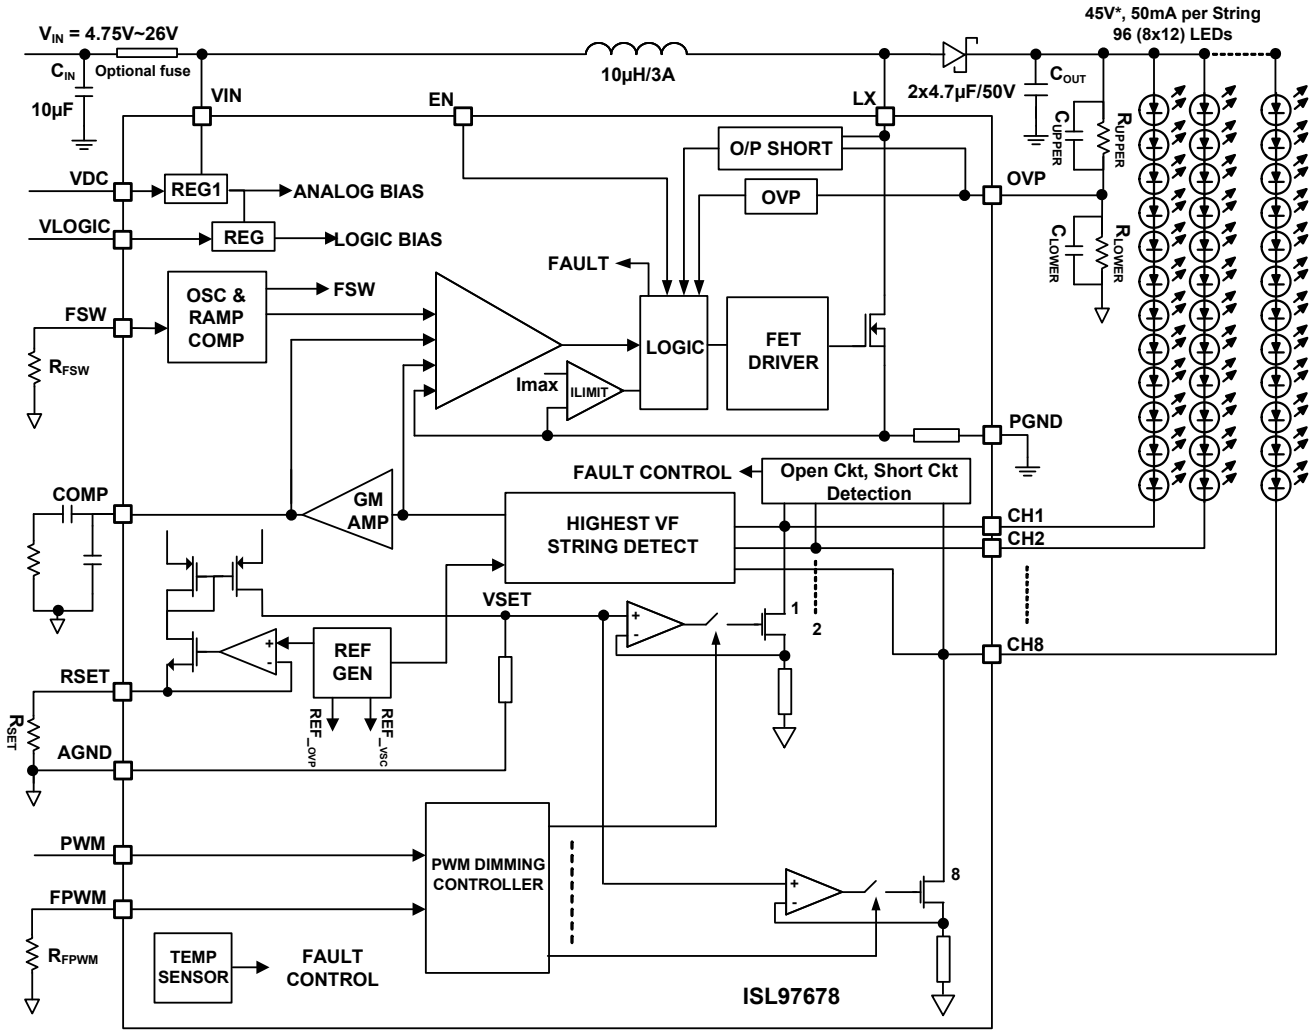 45V*, 50mA per String
96 (8x12) LEDs
VIN = 4.75V~26V
CIN
Optional fuse
10µF
10µH/3A
COUT
2x4.7µF/50V
VIN
EN
LX
CUPPER
RUPPER
O/P SHORT
VDC
REG1
ANALOG BIAS
OVP
OVP
VLOGIC
REG
LOGIC BIAS
CLOWER
RLOWER
FAULT
OSC &
RAMP
COMP
FSW
FSW
RFSW
LOGIC
FET
DRIVER
Imax
ILIMIT
PGND
FAULT CONTROL
Open Ckt, Short Ckt
Detection
COMP
GM
AMP
HIGHEST VF
STRING DETECT
CH1
CH2
VSET
+
-
1
2
REF
GEN
+
-
CH8
RSET
RSET
REF_OVP
REF_VSC
AGND
PWM
PWM DIMMING
CONTROLLER
+
-
8
FPWM
RFPWM
TEMP
SENSOR
FAULT
CONTROL
ISL97678